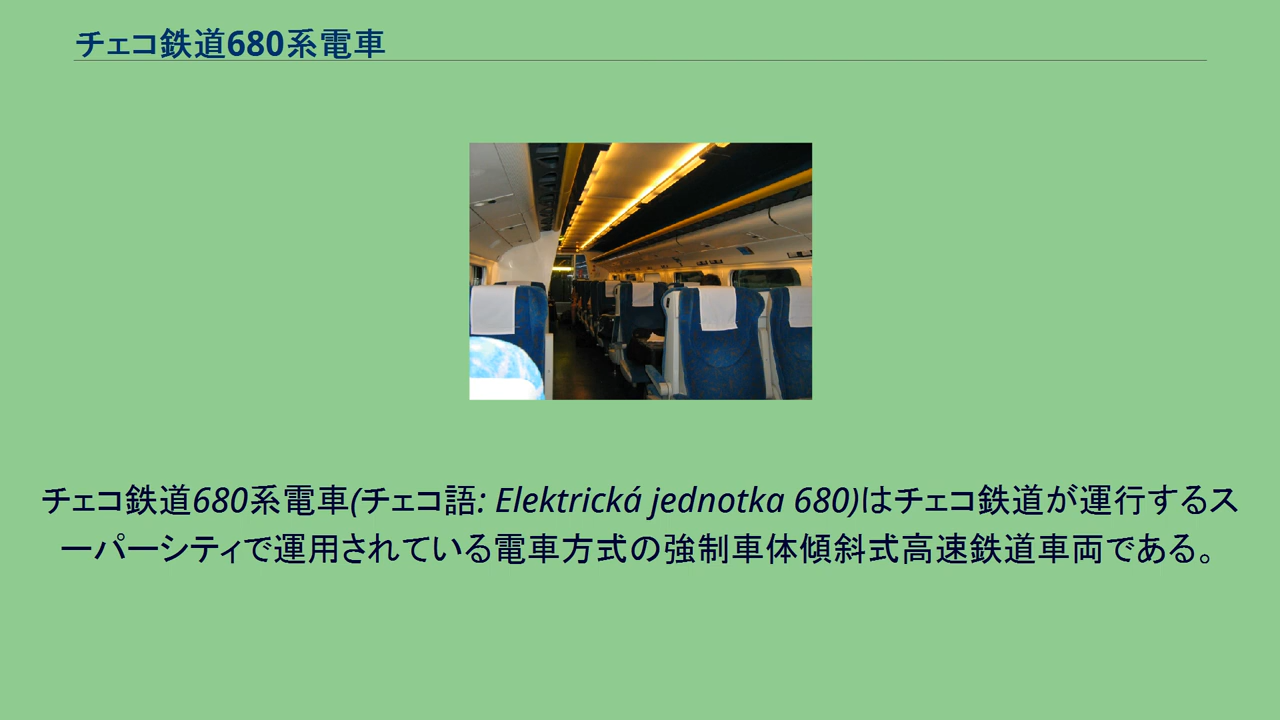 チェコ鉄道680系電車
チェコ鉄道680系電車(チェコ語: Elektrická jednotka 680)はチェコ鉄道が運行するス
ーパーシティで運用されている電車方式の強制車体傾斜式高速鉄道車両である。